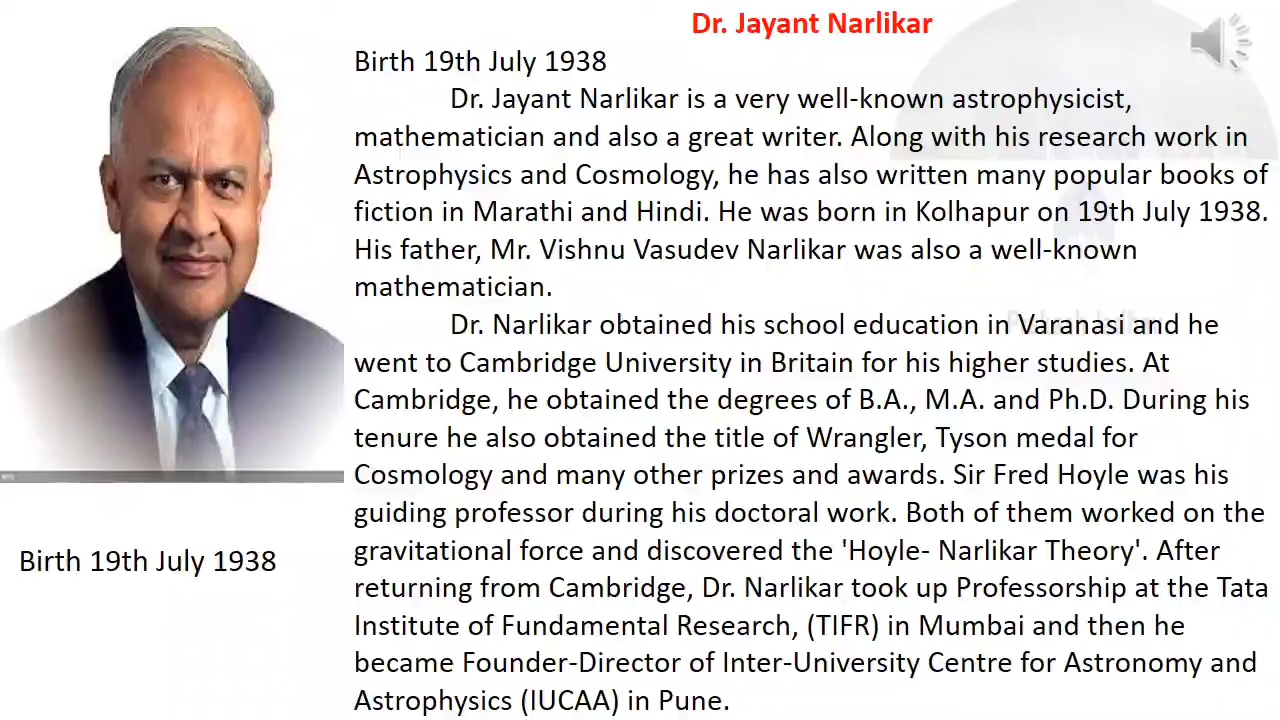 Dr. Jayant Narlikar
Birth 19th July 1938
Dr. Jayant Narlikar is a very well-known astrophysicist,
mathematician and also a great writer. Along with his research work in
Astrophysics and Cosmology, he has also written many popular books of
fiction in Marathi and Hindi. He was born in Kolhapur on 19th July 1938.
His father, Mr. Vishnu Vasudev Narlikar was also a well-known
mathematician.
Dr. Narlikar obtained his school education in Varanasi and he
went to Cambridge University in Britain for his higher studies. At
Cambridge, he obtained the degrees of B.A., M.A. and Ph.D. During his
tenure he also obtained the title of Wrangler, Tyson medal for
Cosmology and many other prizes and awards. Sir Fred Hoyle was his
guiding professor during his doctoral work. Both of them worked on the
gravitational force and discovered the 'Hoyle- Narlikar Theory'. After
returning from Cambridge, Dr. Narlikar took up Professorship at the Tata
Institute of Fundamental Research, (TIFR) in Mumbai and then he
became Founder-Director of Inter-University Centre for Astronomy and
Astrophysics (IUCAA) in Pune.
Birth 19th July 1938